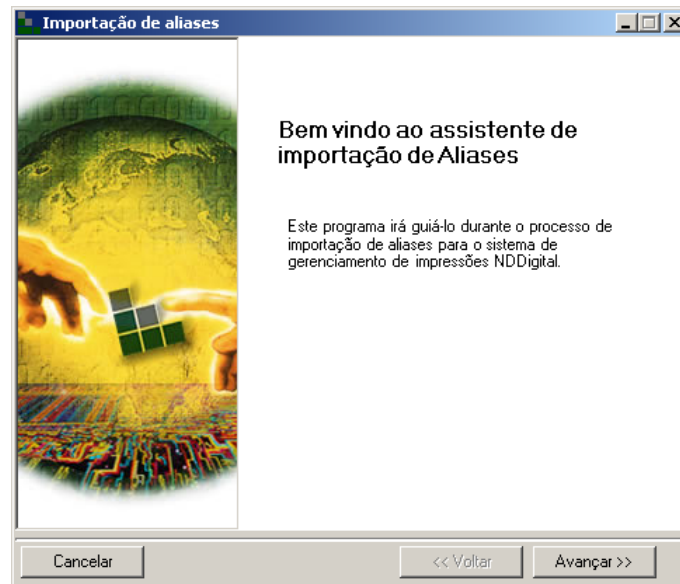 Importação de aliases
Bem vindo ao assistente de
importação de Aliases
Este programa irá guiá-lo durante o processo de
importação de aliases para o sistema de
gerenciamento de impressões NDDigital.
Cancelar
<< Voltar
Avançar >>